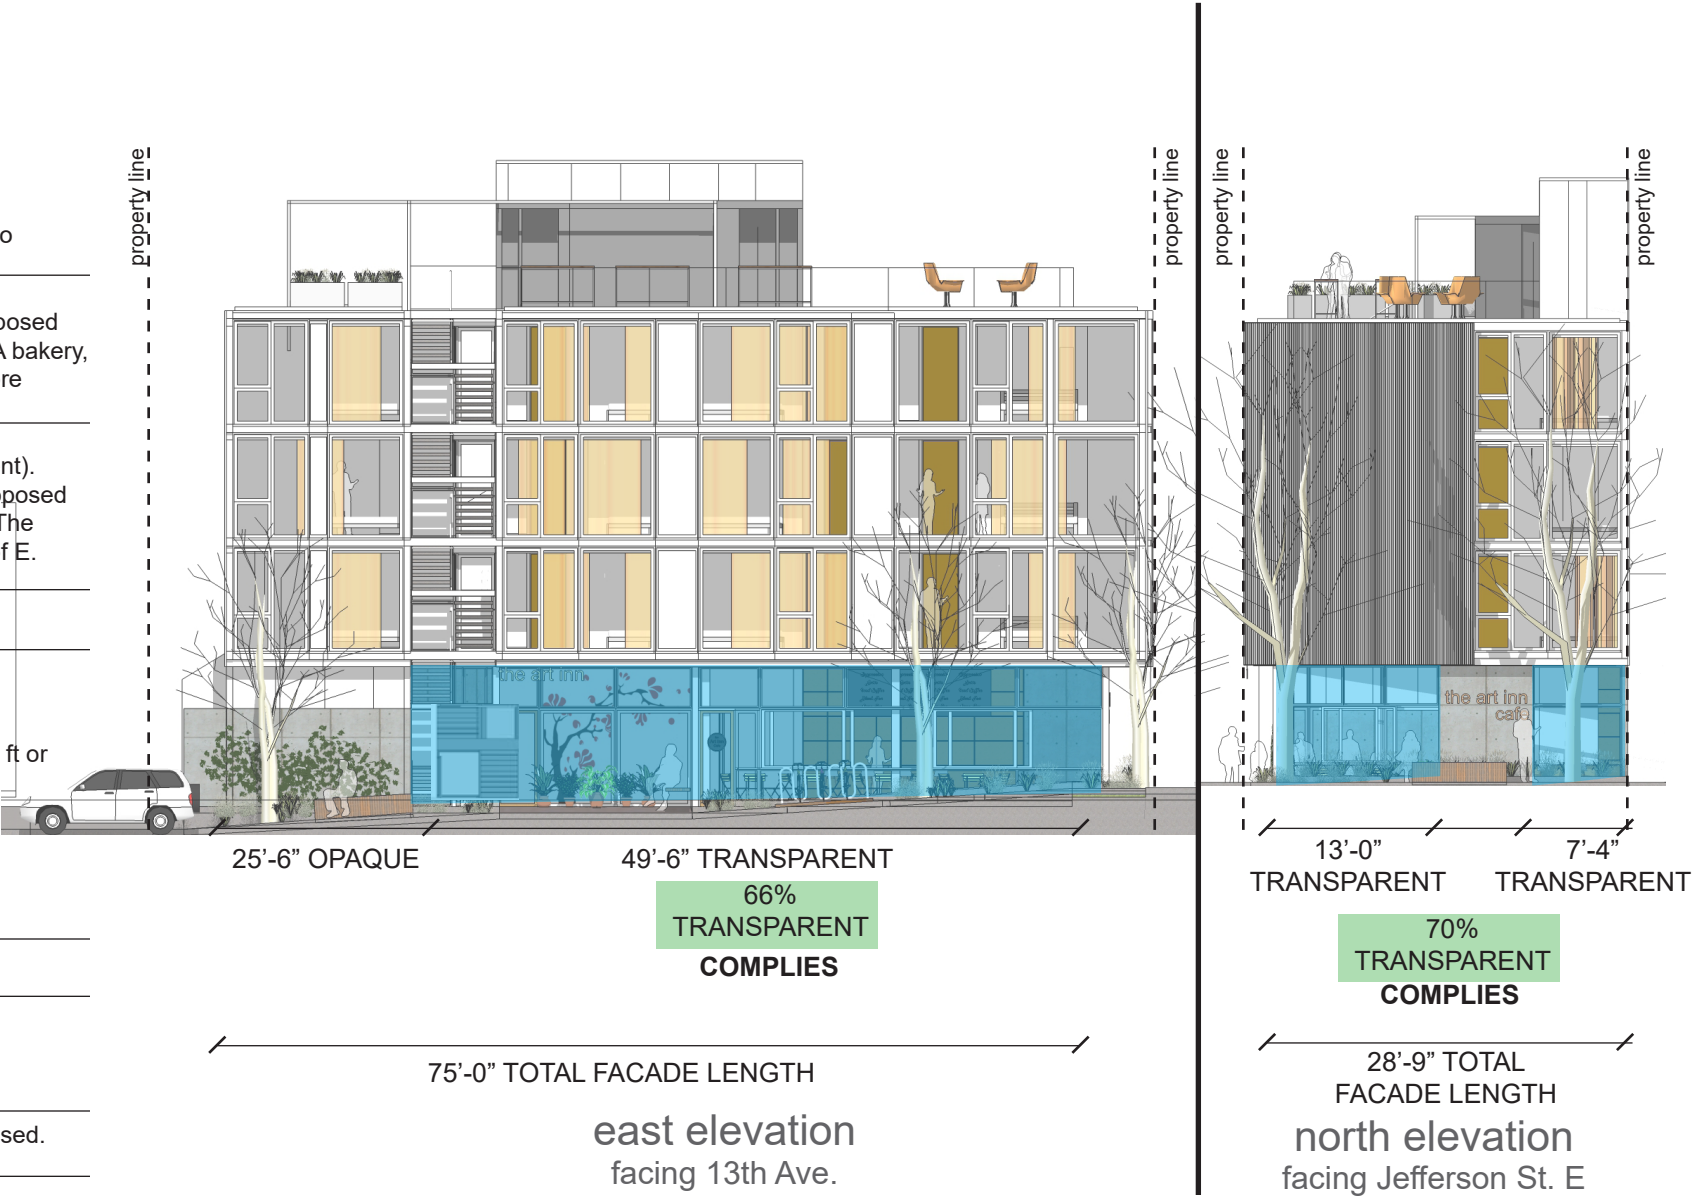 o
posed
A bakery,
re
nt).
posed
The
f E.
ft or
sed.
property line
property line
the art inn
25'-6” OPAQUE
49'-6” TRANSPARENT
66%
TRANSPARENT
COMPLIES
75'-0” TOTAL FACADE LENGTH
east elevation
facing 13th Ave.
property line
property line
the art inn
cafe
13'-0”
TRANSPARENT
7'-4”
TRANSPARENT
70%
TRANSPARENT
COMPLIES
28'-9” TOTAL
FACADE LENGTH
north elevation
facing Jefferson St. E